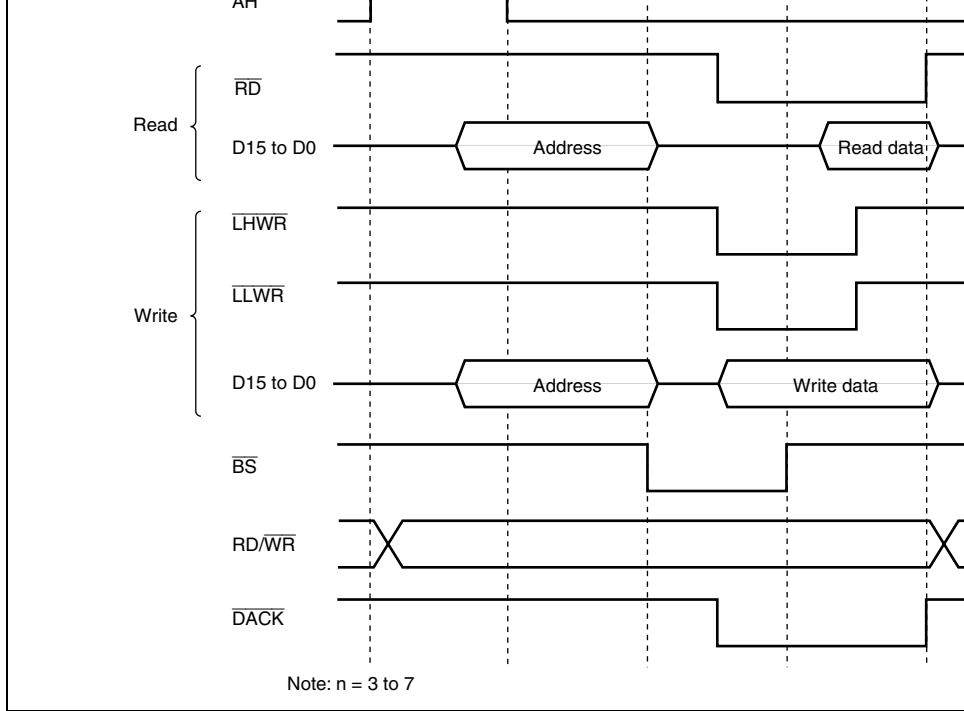 AH
RD
Read
D15 to D0
Address
Read data
LHWR
LLWR
Write
D15 to D0
Address
Write data
BS
RD/WR
DACK
Note: n = 3 to 7